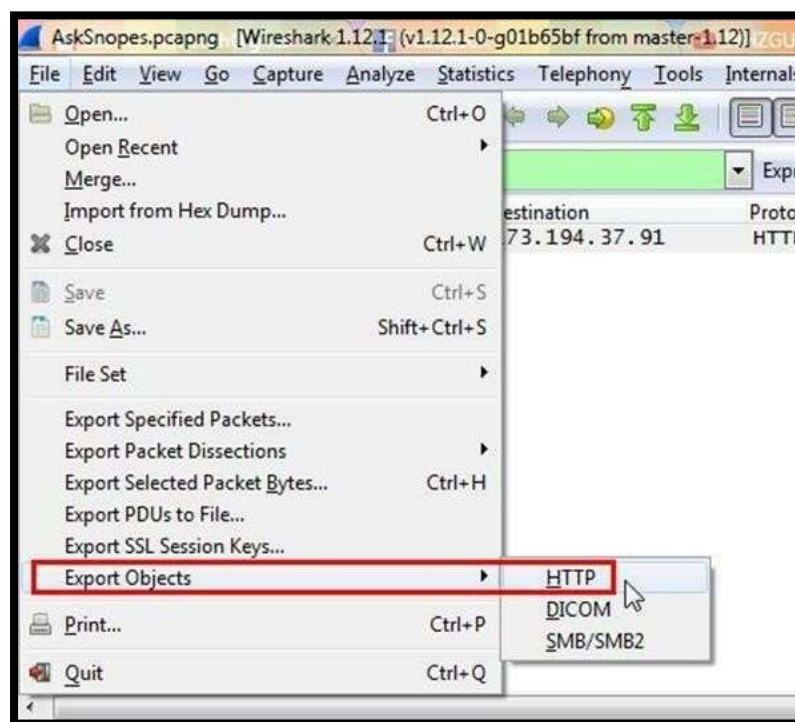 AskSnopes.pcapng [Wireshark 1.12.1 (v1.12.1-0-g01b65bf from master-1.12)]
File Edit View Go Capture Analyze Statistics Telephony Tools Internals
Open... Ctrl+O
Open Recent
Merge... Exp
Import from Hex Dump... estination Proto
Close Ctrl+W 73.194.37.91 HTT
Save Ctrl+S
Save As... Shift+Ctrl+S
File Set
Export Specified Packets...
Export Packet Dissections
Export Selected Packet Bytes... Ctrl+H
Export PDUs to File...
Export SSL Session Keys...
Export Objects HTTP
DICOM
Print... Ctrl+P
SMB/SMB2
Quit Ctrl+Q